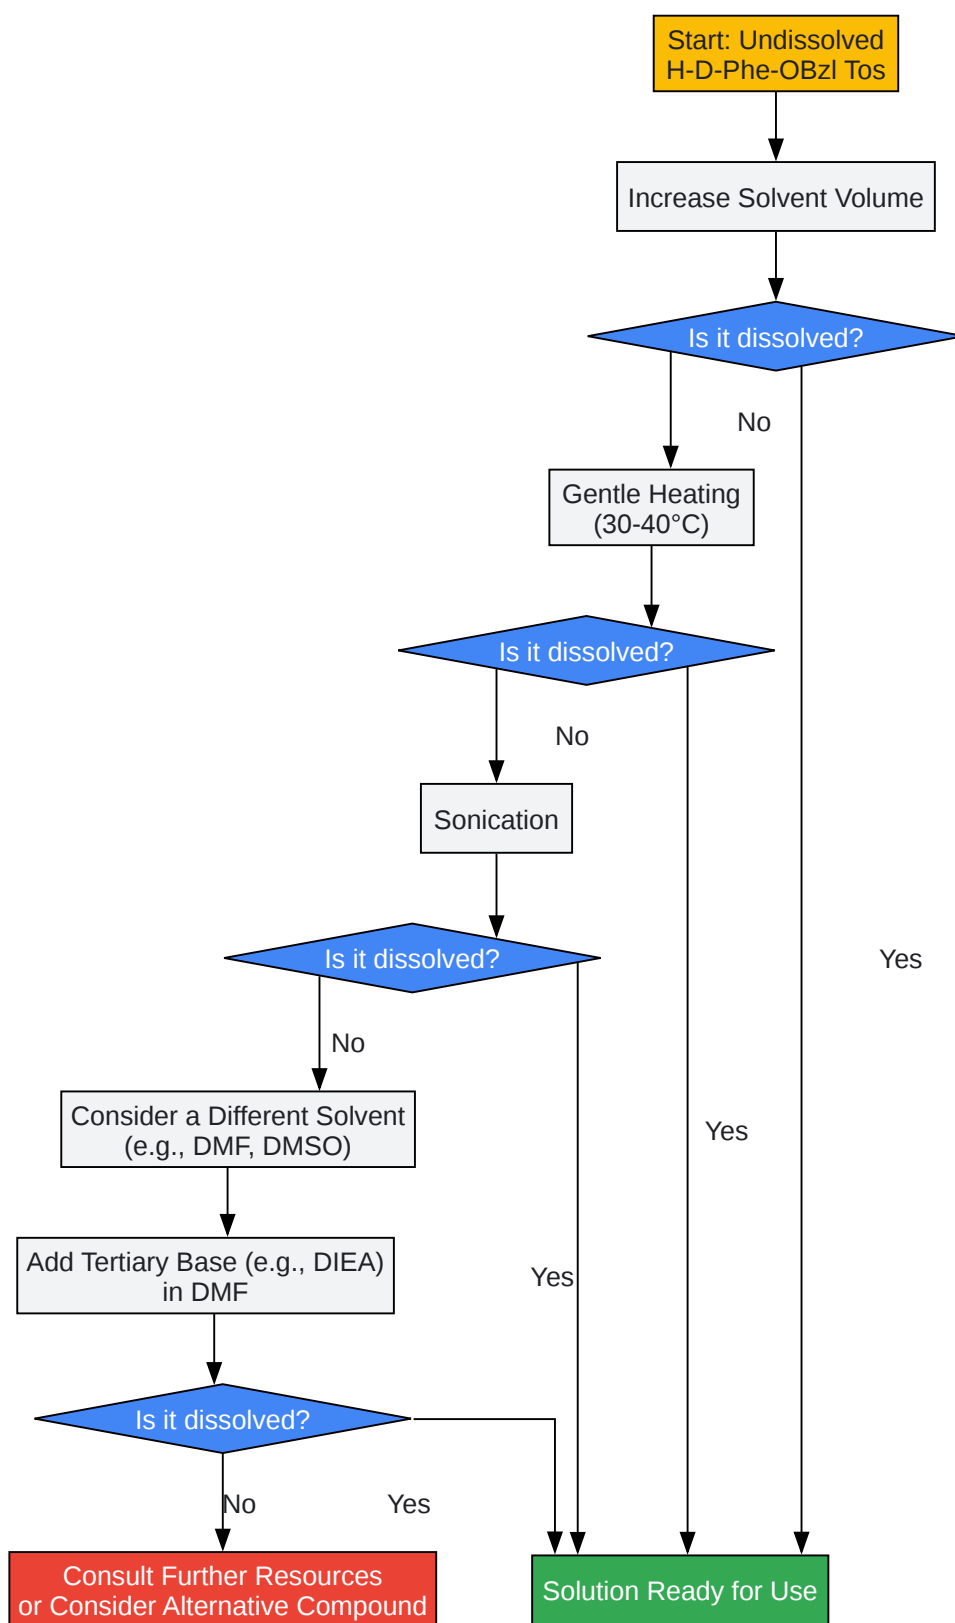 Start: Undissolved
H-D-Phe-OBzl Tos
Increase Solvent Volume
Is it dissolved?
No
Gentle Heating
(30-40°C)
Is it dissolved?
No
Sonication
Is it dissolved?
Yes
No
Consider a Different Solvent
(e.g., DMF, DMSO)
Yes
Add Tertiary Base (e.g., DIEA)
in DMF
Yes
Is it dissolved?
No
Yes
Consult Further Resources
or Consider Alternative Compound
Solution Ready for Use